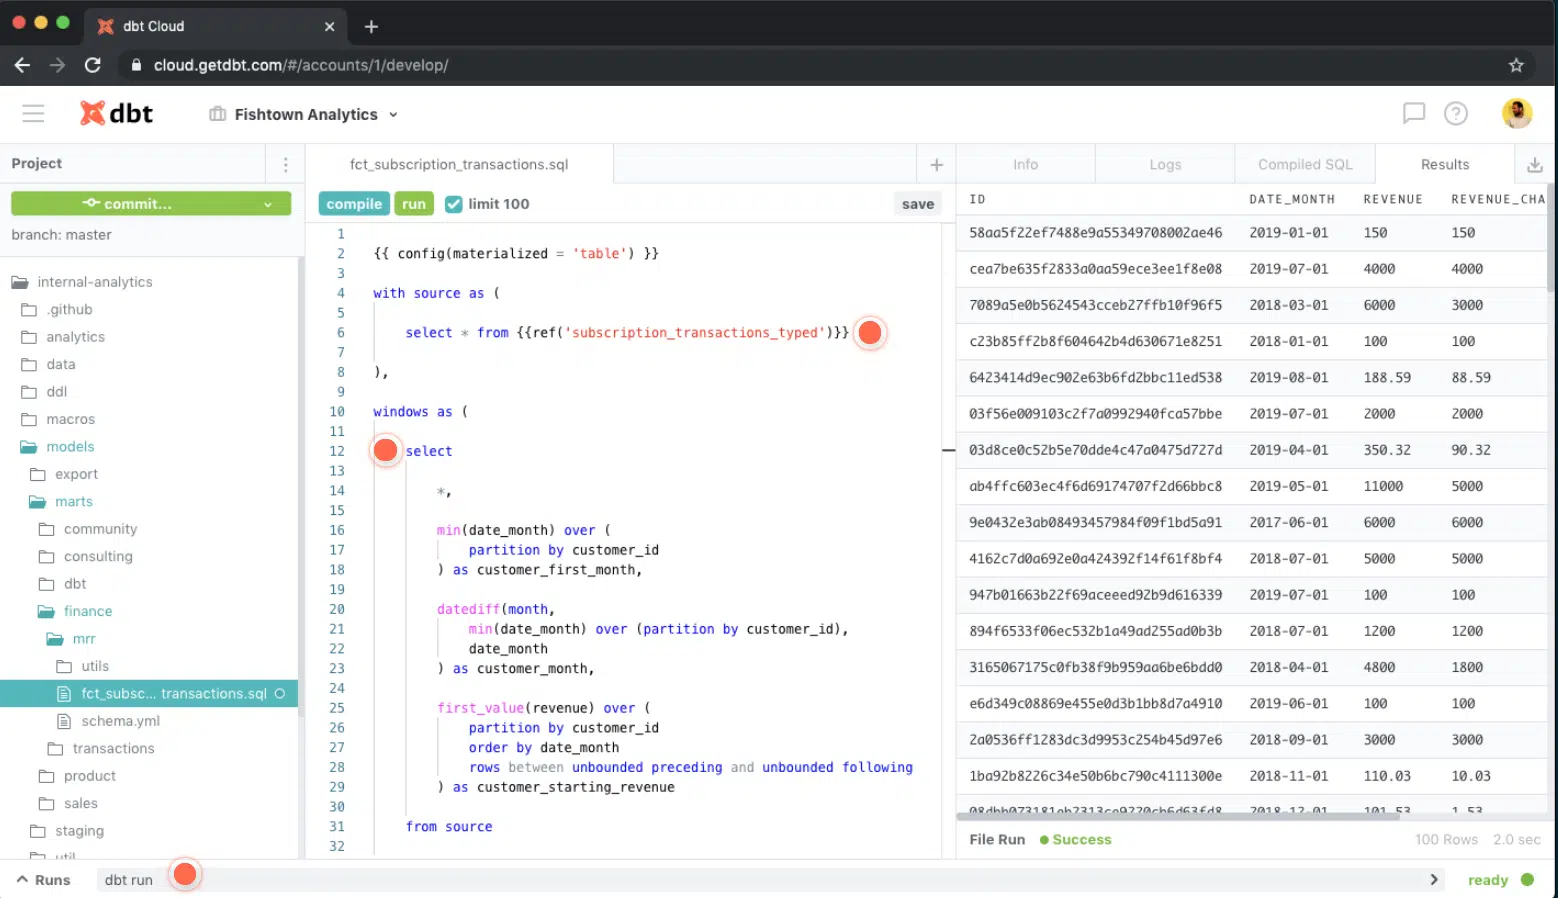 dbt Cloud
cloud.getdbt.com/#/accounts/1/develop/
dbt
Fishtown Analytics
Project
commit...
branch: master
internal-analytics
.github
analytics
data
ddl
macros
models
export
marts
community
consulting
dbt
finance
mrr
utils
fct_subsc... transactions.sql
schema.yml
transactions
product
sales
staging
util
fct_subscription_transactions.sql
compile run limit 100 save
1
2 {{ config(materialized = 'table') }}
3
4 with source as (
5
6 select * from {{ref('subscription_transactions_typed')}}
7
8 ),
9
10 windows as (
11
12 select
13
14 *,
15
16 min(date_month) over (
17 partition by customer_id
18 ) as customer_first_month,
19
20 datediff(month,
21 min(date_month) over (partition by customer_id),
22 date_month
23 ) as customer_month,
24
25 first_value(revenue) over (
26 partition by customer_id
27 order by date_month
28 rows between unbounded preceding and unbounded following
29 ) as customer_starting_revenue
30
31 from source
32
Info Logs Compiled SQL Results
ID DATE_MONTH REVENUE REVENUE_CHA
58aa5f22ef7488e9a55349708002ae46 2019-01-01 150 150
cea7be635f2833a0aa59ece3ee1f8e08 2019-07-01 4000 4000
7089a5e0b5624543cceb27ffb10f96f5 2018-03-01 6000 3000
c23b85ff2b8f604642b4d630671e8251 2018-01-01 100 100
6423414d9ec902e63b6fd2bbc11ed538 2019-08-01 188.59 88.59
03f56e009103c2f7a0992940fca57bbe 2019-07-01 2000 2000
03d8ce0c52b5e70dde4c47a0475d727d 2019-04-01 350.32 90.32
ab4ffc603ec4f6d69174707f2d66bbc8 2019-05-01 11000 5000
9e0432e3ab08493457984f09f1bd5a91 2017-06-01 6000 6000
4162c7d0a692e0a424392f14f61f8bf4 2018-07-01 5000 5000
947b01663b22f69aceeed92b9d616339 2019-07-01 100 100
894f6533f06ec532b1a49ad255ad0b3b 2018-07-01 1200 1200
3165067175c0fb38f9b959aa6be6bdd0 2018-04-01 4800 1800
e6d349c08869e455e0d3b1bb8d7a4910 2019-06-01 100 100
2a0536ff1283dc3d9953c254b45d97e6 2018-09-01 3000 3000
1ba92b8226c34e50b6bc790c4111300e 2018-11-01 110.03 10.03
2018-12-01 101.53 1.53
File Run Success 100 Rows 2.0 sec
Runs dbt run ready